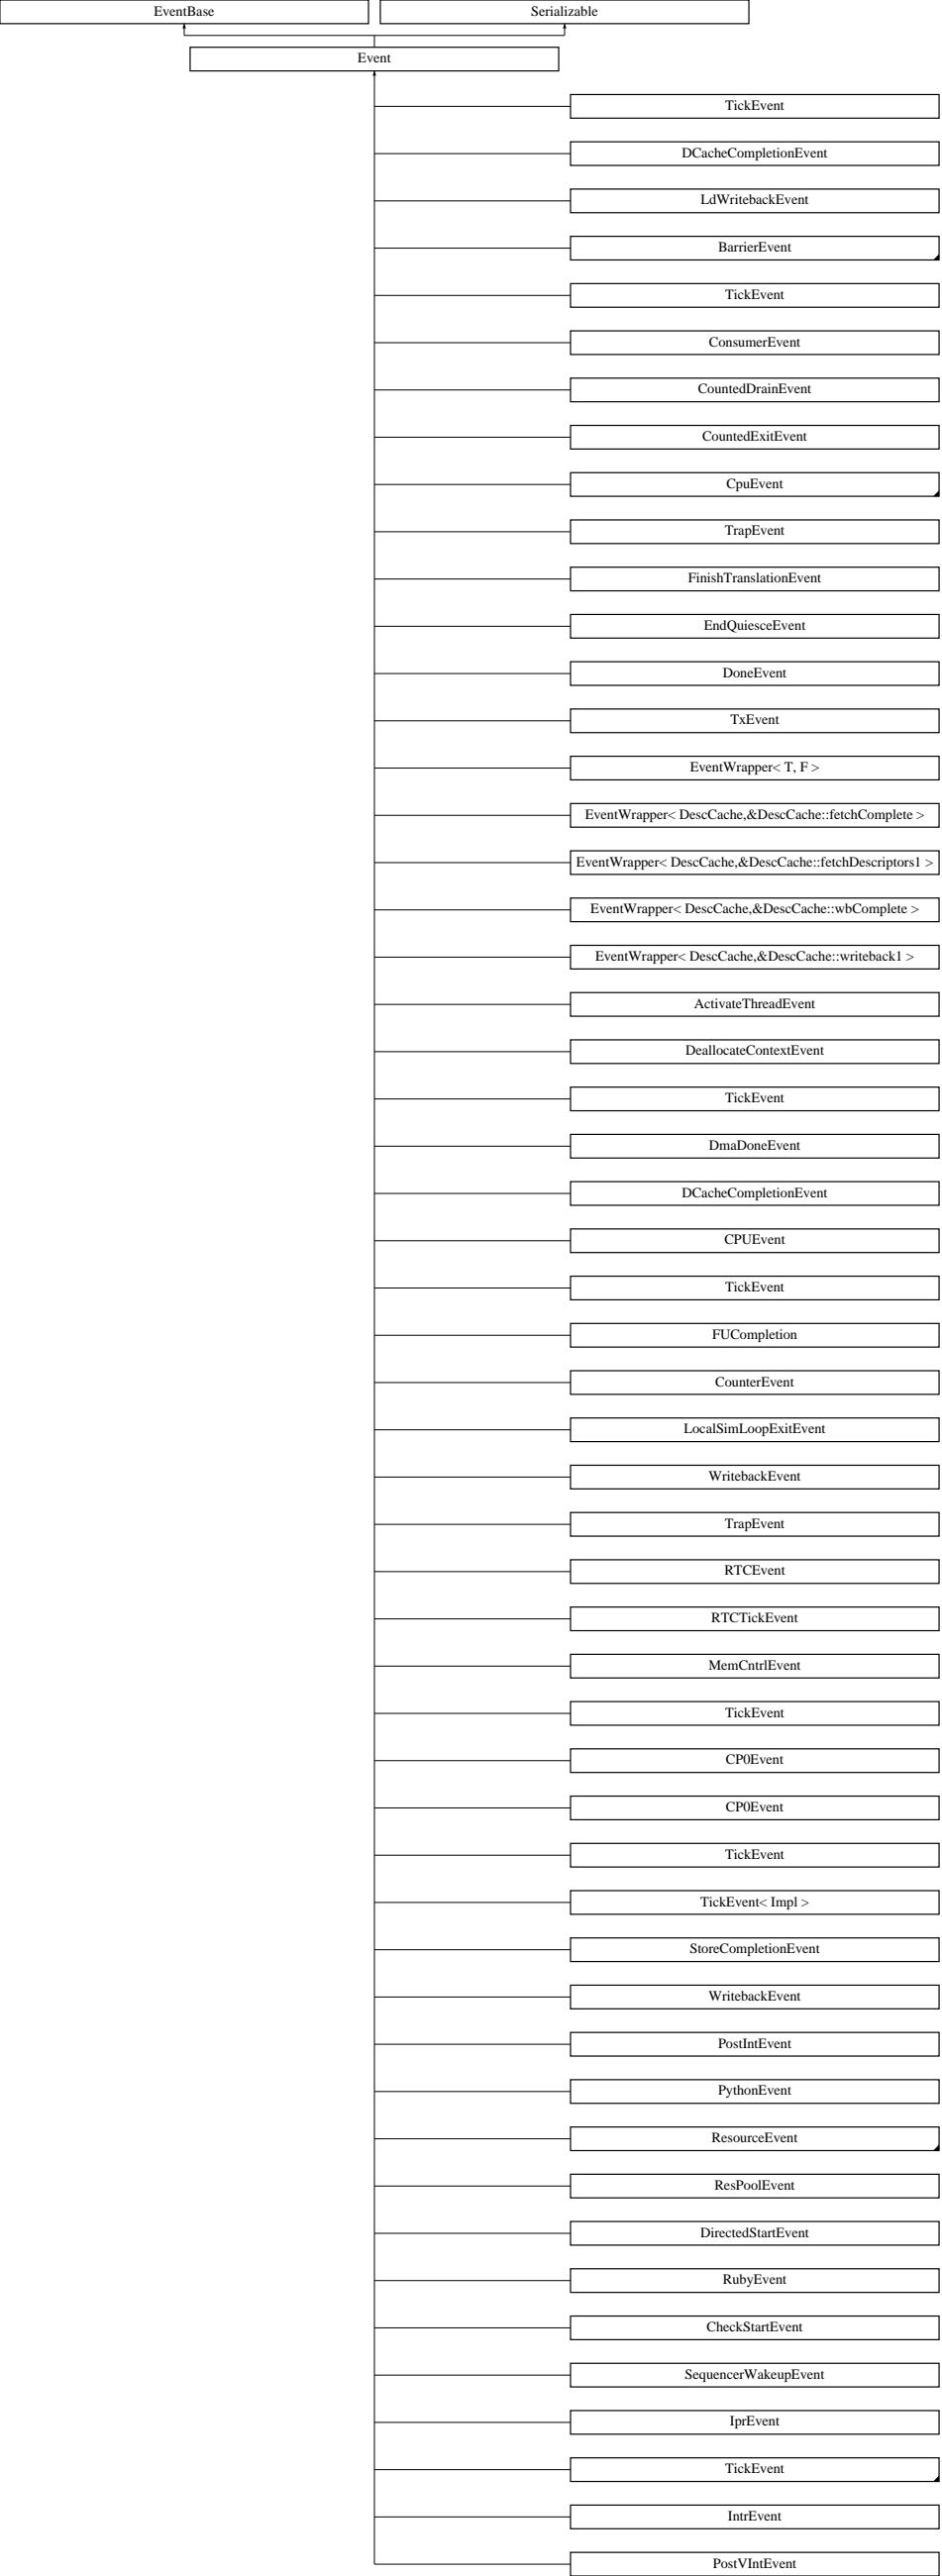 EventBase
Serializable
Event
TickEvent
DCacheCompletionEvent
LdWritebackEvent
BarrierEvent
TickEvent
ConsumerEvent
CountedDrainEvent
CountedExitEvent
CpuEvent
TrapEvent
FinishTranslationEvent
EndQuiesceEvent
DoneEvent
TxEvent
EventWrapper< T, F >
EventWrapper< DescCache,&DescCache::fetchComplete >
EventWrapper< DescCache,&DescCache::fetchDescriptors1 >
EventWrapper< DescCache,&DescCache::wbComplete >
EventWrapper< DescCache,&DescCache::writeback1 >
ActivateThreadEvent
DeallocateContextEvent
TickEvent
DmaDoneEvent
DCacheCompletionEvent
CPUEvent
TickEvent
FUCompletion
CounterEvent
LocalSimLoopExitEvent
WritebackEvent
TrapEvent
RTCEvent
RTCTickEvent
MemCntrlEvent
TickEvent
CP0Event
CP0Event
TickEvent
TickEvent< Impl >
StoreCompletionEvent
WritebackEvent
PostIntEvent
PythonEvent
ResourceEvent
ResPoolEvent
DirectedStartEvent
RubyEvent
CheckStartEvent
SequencerWakeupEvent
IprEvent
TickEvent
IntrEvent
PostVIntEvent